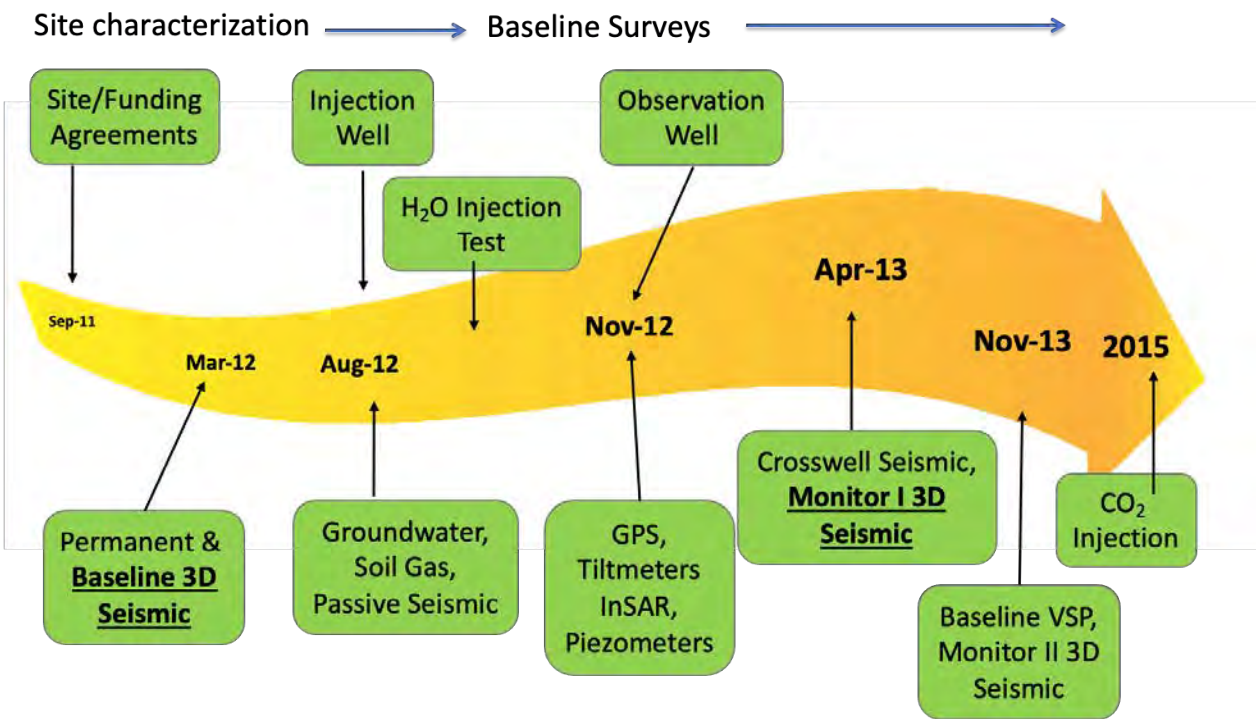 Site characterization
Baseline Surveys
Site/Funding
Agreements
Injection
Well
Observation
Well
H₂O Injection
Test
Sep-11
Mar-12
Aug-12
Nov-12
Apr-13
Nov-13
2015
Permanent &
Baseline 3D
Seismic
Groundwater,
Soil Gas,
Passive Seismic
GPS,
Tiltmeters
InSAR,
Piezometers
Crosswell Seismic,
Monitor I 3D
Seismic
Baseline VSP,
Monitor II 3D
Seismic
CO₂
Injection